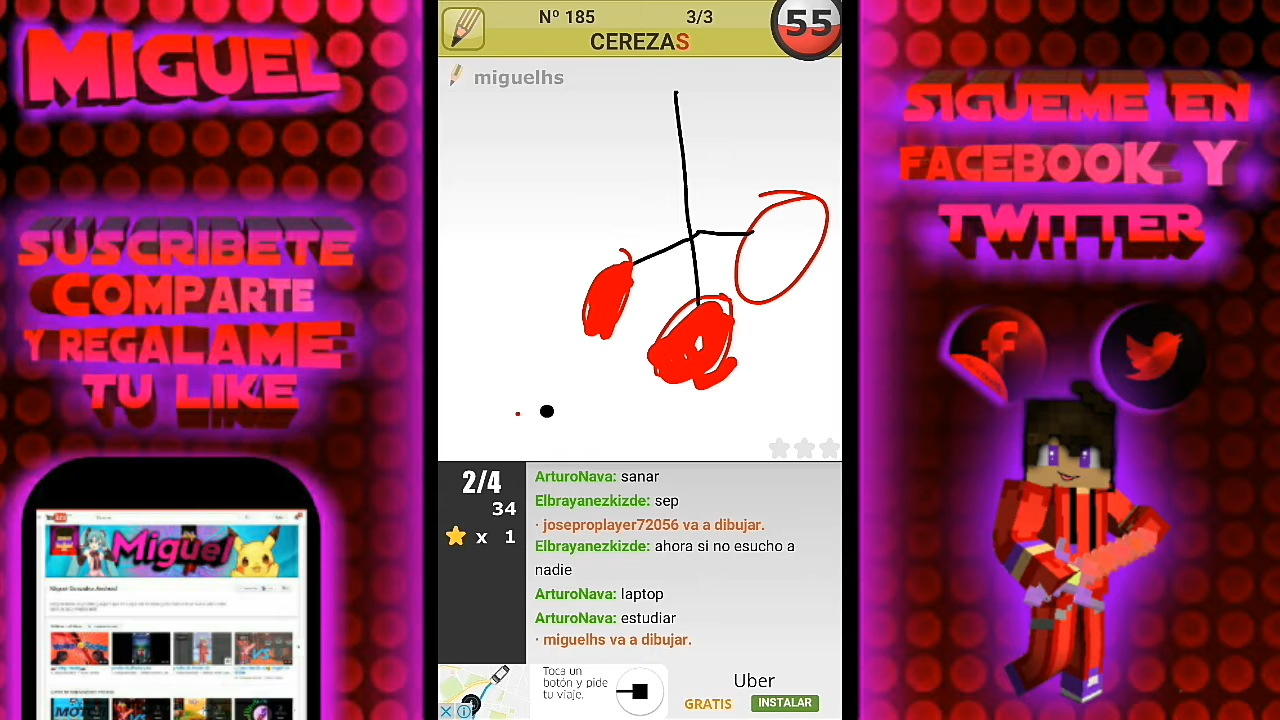 MIGUEL
SUSCRIBETE
COMPARTE
Y REGALAME
TU LIKE
Miguel
Nº 185
3/3
55
CEREZAS
miguelhs
2/4
34
x 1
ArturoNava: sanar
Elbrayanezkizde: sep
· joseproplayer72056 va a dibujar.
Elbrayanezkizde: ahora si no esucho a
nadie
ArturoNava: laptop
ArturoNava: estudiar
· miguelhs va a dibujar.
Toca un
botón y pide
tu viaje.
Uber
GRATIS
INSTALAR
SIGUEME EN
FACEBOOK Y
TWITTER